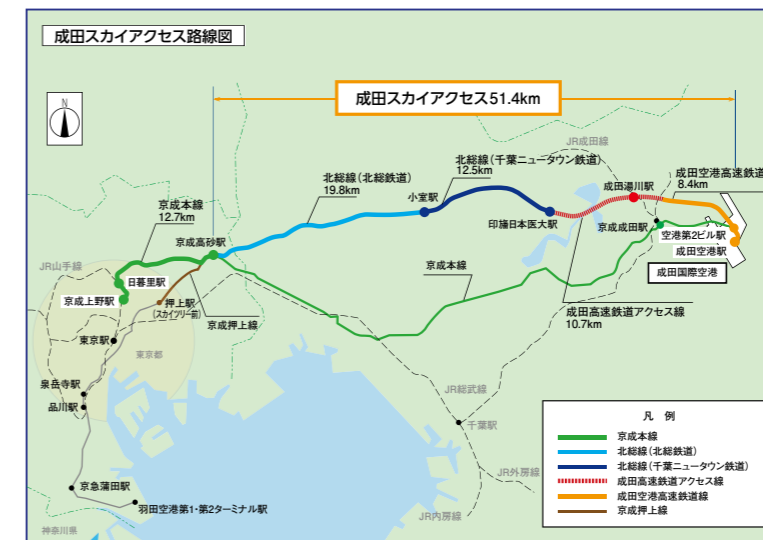 成田スカイアクセス路線図
N
成田スカイアクセス51.4km
JR成田線
北総線(千葉ニュータウン鉄道)
12.5km
北総線(北総鉄道)
19.8km
小室駅
成田湯川駅
成田空港高速鉄道
8.4km
京成本線
12.7km
印旛日本医大駅
京成成田駅
空港第2ビル駅
成田空港駅
成田国際空港
京成高砂駅
JR山手線
日暮里駅
京成上野駅
押上駅
(スカイツリー前)
京成押上線
京成本線
成田高速鉄道アクセス線
10.7km
東京駅
東京都
泉岳寺駅
品川駅
JR総武線
千葉駅
JR外房線
JR内房線
京急蒲田駅
羽田空港第1・第2ターミナル駅
神奈川県
凡 例
京成本線
北総線(北総鉄道)
北総線(千葉ニュータウン鉄道)
成田高速鉄道アクセス線
成田空港高速鉄道線
京成押上線